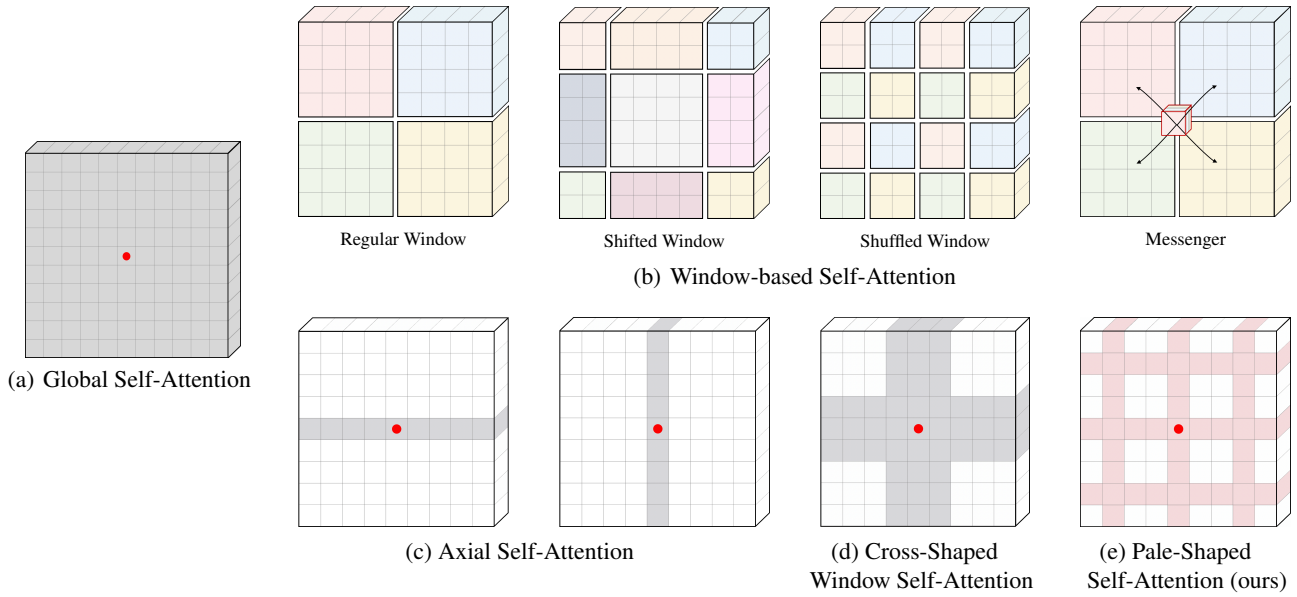 Regular Window
Shifted Window
Shuffled Window
Messenger
(b) Window-based Self-Attention
(a) Global Self-Attention
(c) Axial Self-Attention
(d) Cross-Shaped
Window Self-Attention
(e) Pale-Shaped
Self-Attention (ours)